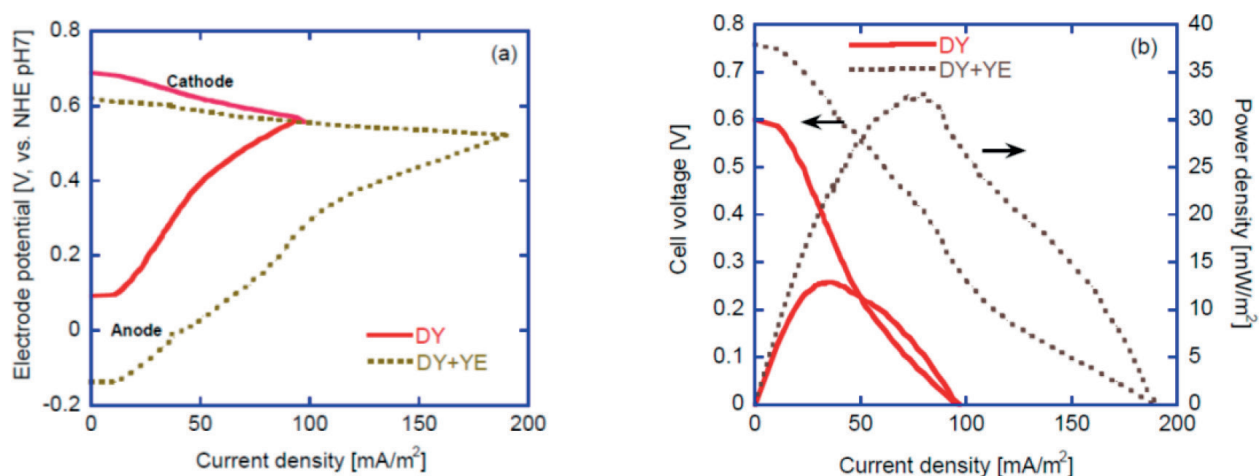 (a)
Electrode potential [V, vs. NHE pH7]
0.8
0.6
0.4
0.2
0
-0.2
Cathode
Anode
DY
DY+YE
0
50
100
150
200
Current density [mA/m²]
(b)
Cell voltage [V]
0.8
0.7
0.6
0.5
0.4
0.3
0.2
0.1
0
DY
DY+YE
40
35
30
25
20
15
10
5
0
Power density [mW/m²]
0
50
100
150
200
Current density [mA/m²]